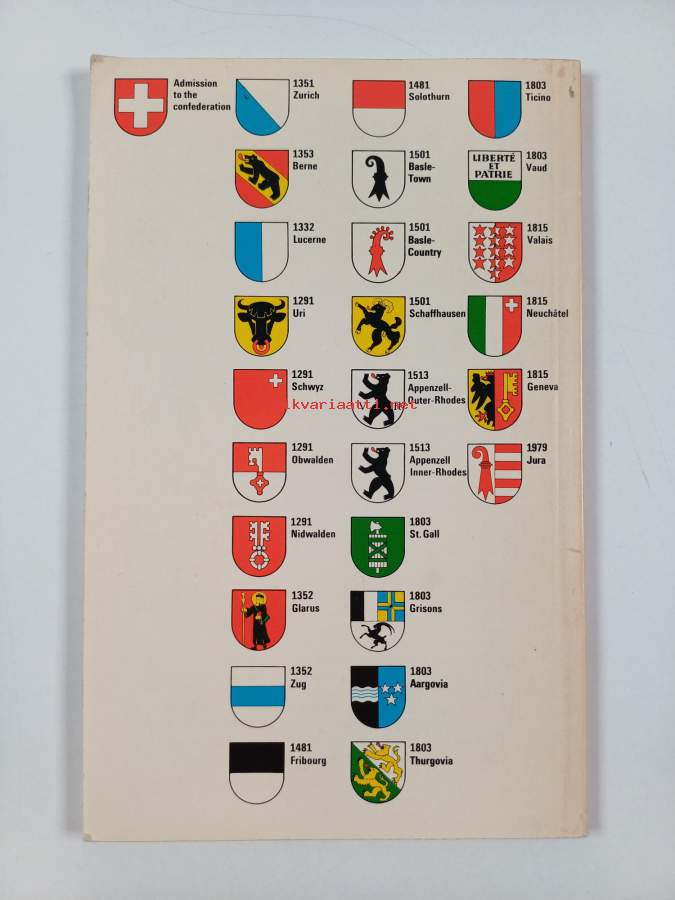 Admission
to the
confederation
1351
Zurich
1353
Berne
1332
Lucerne
1291
Uri
1291
Schwyz
1291
Obwalden
1291
Nidwalden
1352
Glarus
1352
Zug
1481
Fribourg
1481
Solothurn
1501
Basle-
Town
1501
Basle-
Country
1501
Schaffhausen
1513
Appenzell-
Outer-Rhodes
1513
Appenzell
Inner-Rhodes
1803
St. Gall
1803
Grisons
1803
Aargovia
1803
Thurgovia
1803
Ticino
LIBERTÉ
ET
PATRIE
1803
Vaud
1815
Valais
1815
Neuchâtel
1815
Geneva
1979
Jura
ikvariaatti.net